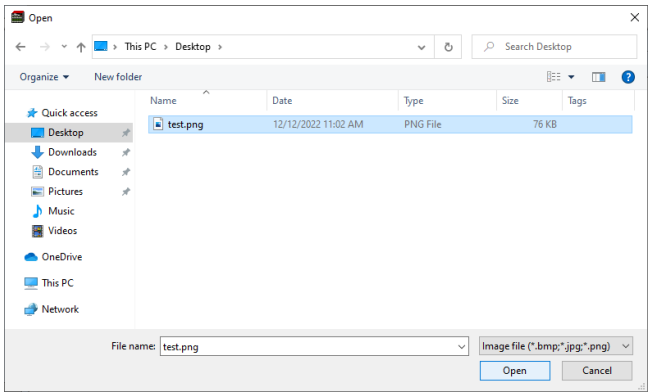 Open
This PC > Desktop >
Search Desktop
Organize
New folder
Name
Date
Type
Size
Tags
Quick access
Desktop
Downloads
Documents
Pictures
Music
Videos
OneDrive
This PC
Network
test.png
12/12/2022 11:02 AM
PNG File
76 KB
File name:
test.png
Image file (*.bmp;*.jpg;*.png)
Open
Cancel